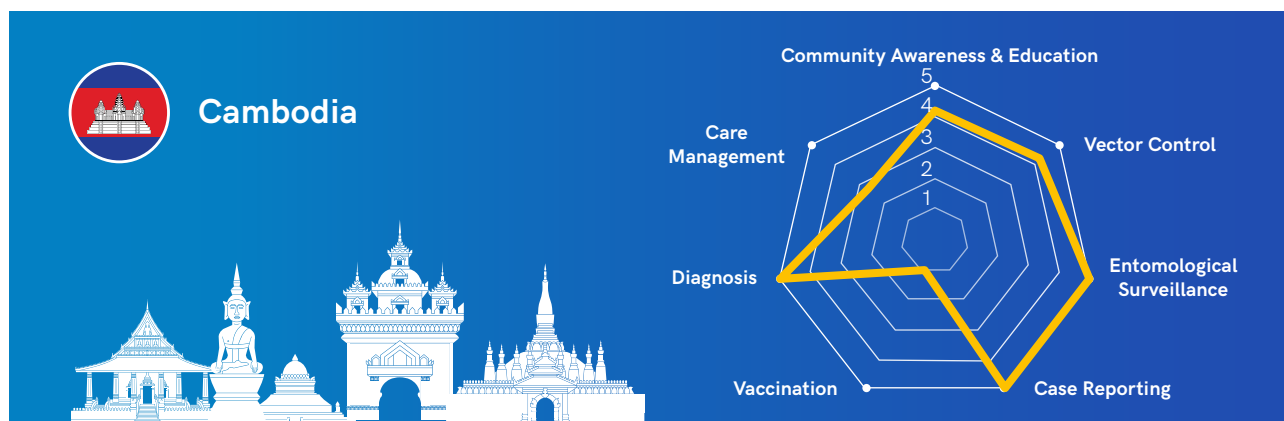 Cambodia
Community Awareness & Education
5
4
3
2
1
Care
Management
Vector Control
Diagnosis
Entomological
Surveillance
Vaccination
Case Reporting